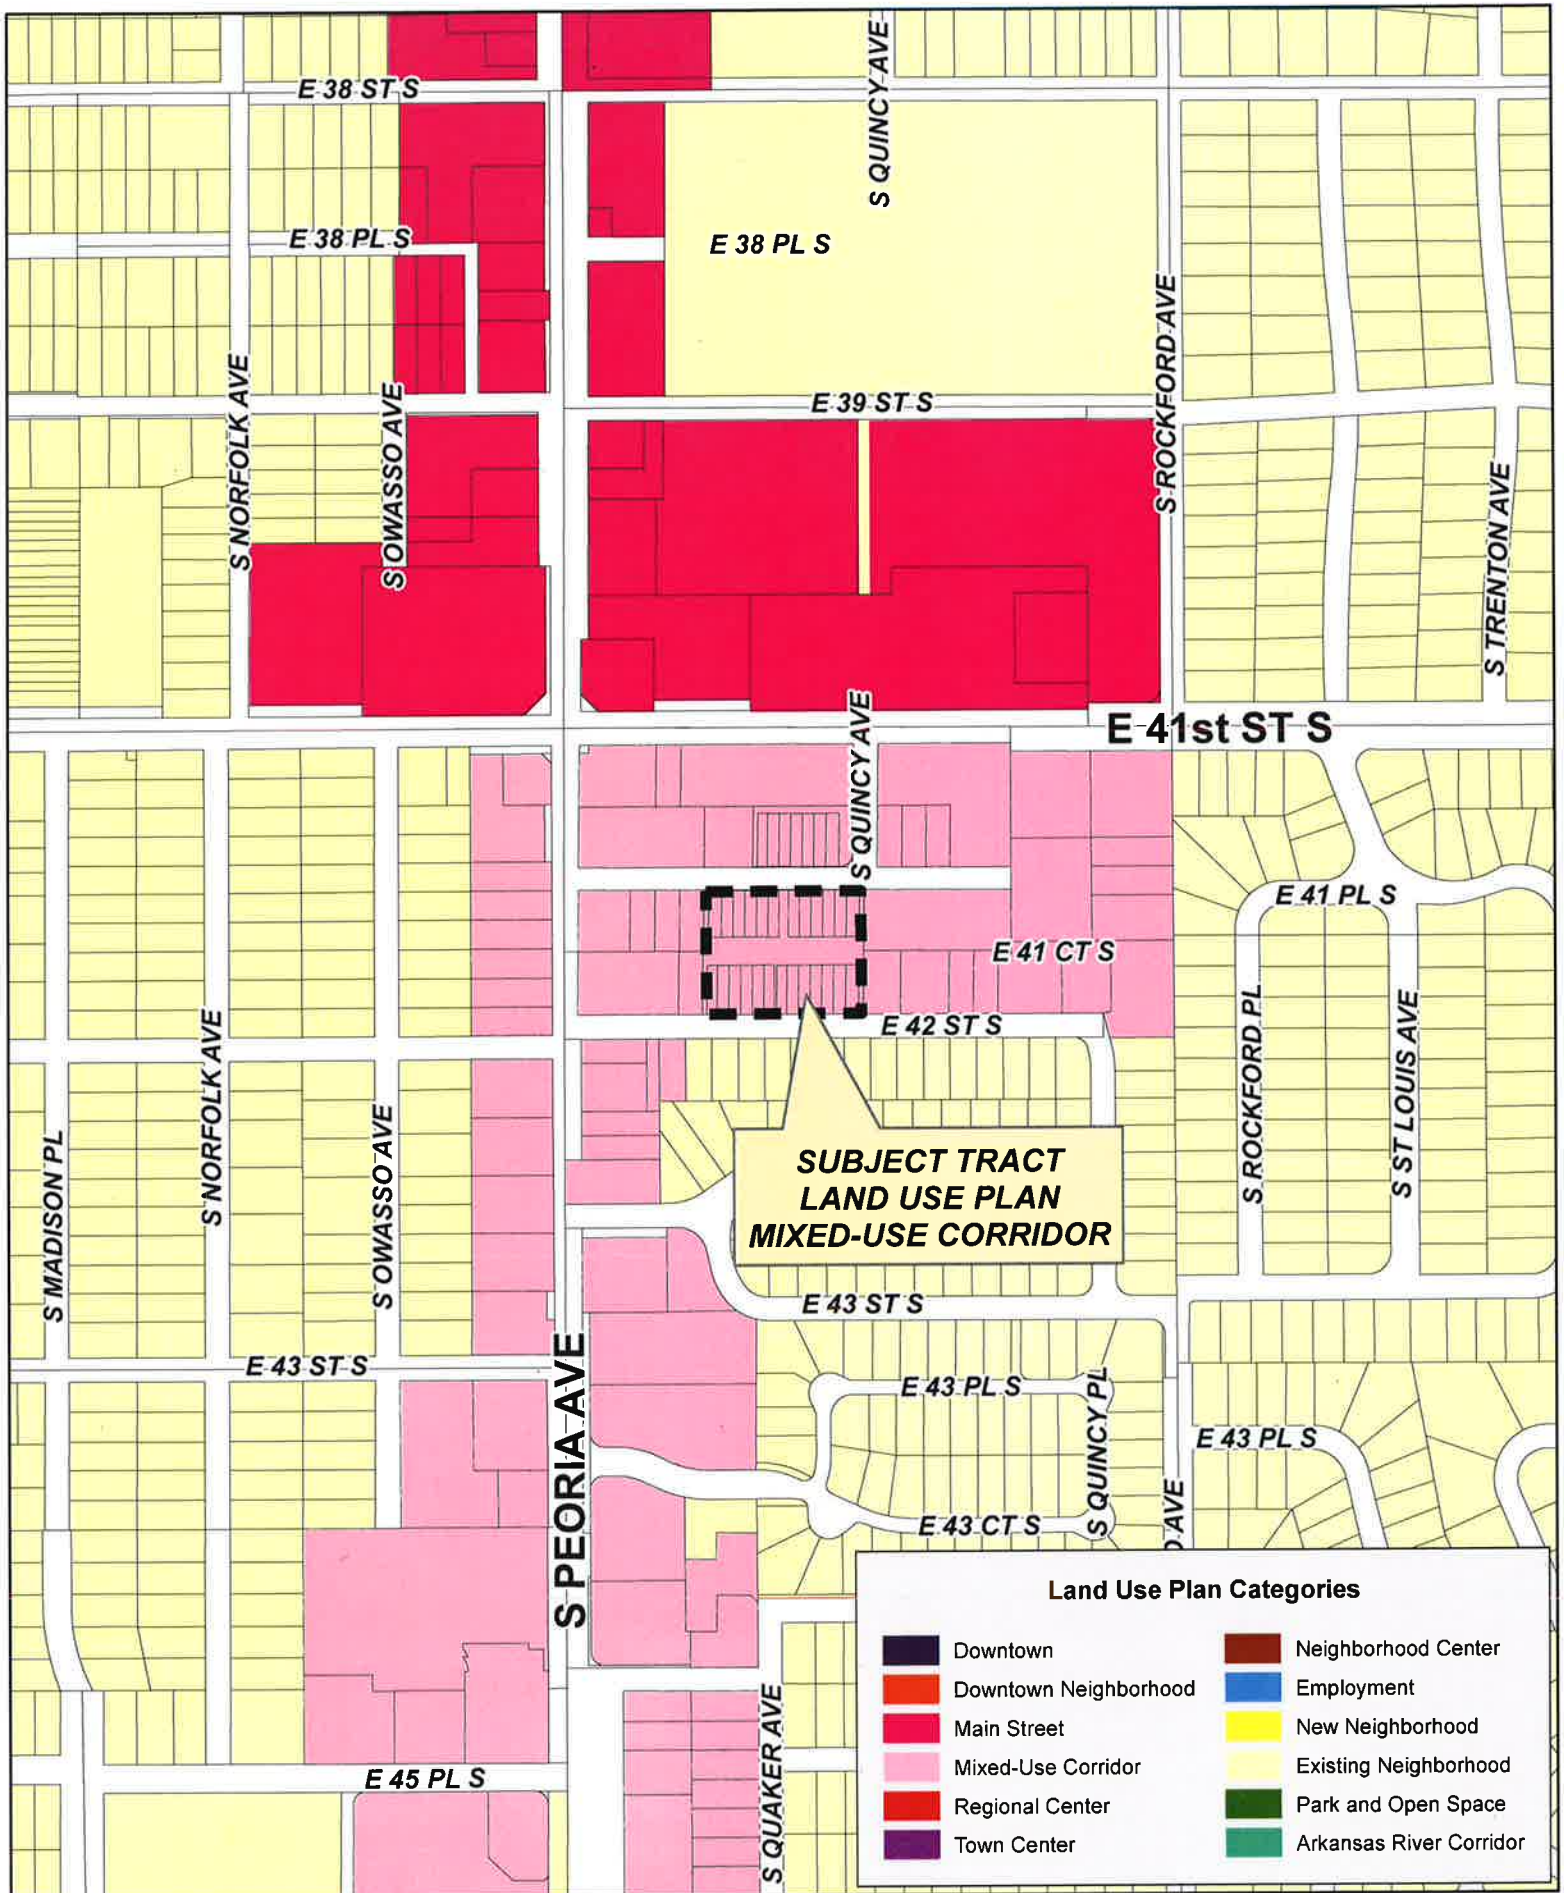 S QUINCY AVE
E 38 ST S
E 38 PL S
E 38 PL S
S ROCKFORD AVE
S NORFOLK AVE
S OWASSO AVE
E 39 ST S
S TRENTON AVE
E 41st ST S
S QUINCY AVE
E 41 PL S
E 41 CT S
E 42 ST S
S ROCKFORD PL
S ST LOUIS AVE
S MADISON PL
S NORFOLK AVE
S OWASSO AVE
SUBJECT TRACT
LAND USE PLAN
MIXED-USE CORRIDOR
E 43 ST S
E 43 ST S
S PEORIA AVE
E 43 PL S
S QUINCY PL
E 43 PL S
E 43 CT S
D AVE
E 45 PL S
S QUAKER AVE
Land Use Plan Categories
Downtown
Downtown Neighborhood
Main Street
Mixed-Use Corridor
Regional Center
Town Center
Neighborhood Center
Employment
New Neighborhood
Existing Neighborhood
Park and Open Space
Arkansas River Corridor